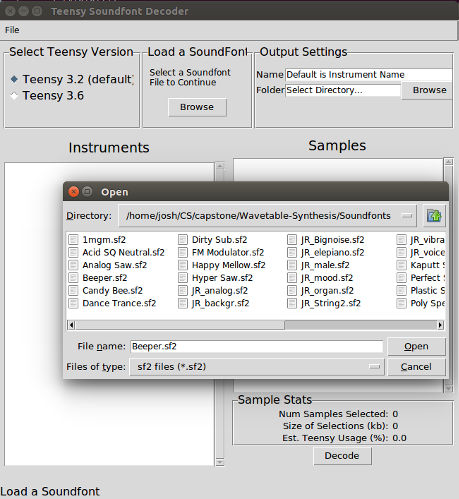 Teensy Soundfont Decoder
File
Select Teensy Version
Teensy 3.2 (default)
Teensy 3.6
Load a SoundFont
Select a Soundfont
File to Continue
Browse
Output Settings
Name Default is Instrument Name
Folder Select Directory... Browse
Instruments
Samples
Open
Directory: /home/josh/CS/capstone/Wavetable-Synthesis/Soundfonts
1mgm.sf2 Dirty Sub.sf2 JR_Bignoise.sf2 JR_vibra
Acid SQ Neutral.sf2 FM Modulator.sf2 JR_elepiano.sf2 JR_voice
Analog Saw.sf2 Happy Mellow.sf2 JR_male.sf2 Kaputt S
Beeper.sf2 Hyper Saw.sf2 JR_mood.sf2 Perfect S
Candy Bee.sf2 JR_analog.sf2 JR_organ.sf2 Plastic S
Dance Trance.sf2 JR_backgr.sf2 JR_String2.sf2 Poly Spe
File name: Beeper.sf2 Open
Files of type: sf2 files (*.sf2) Cancel
Sample Stats
Num Samples Selected: 0
Size of Selections (kb): 0
Est. Teensy Usage (%): 0.0
Decode
Load a Soundfont